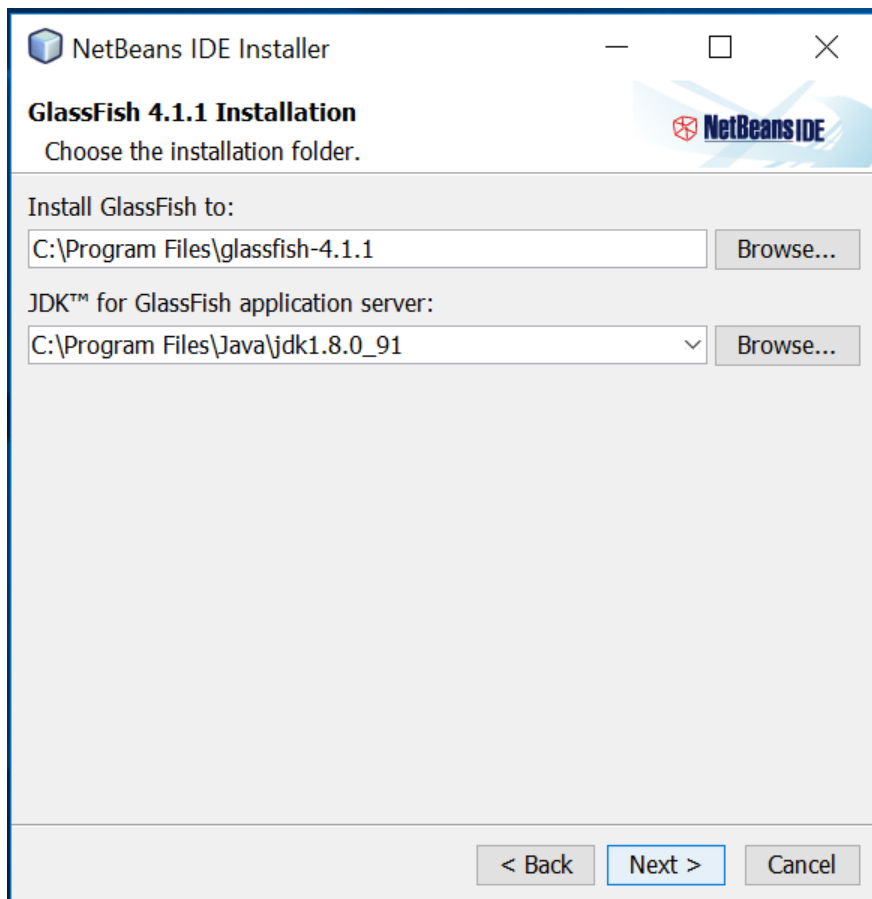 NetBeans IDE Installer
GlassFish 4.1.1 Installation
Choose the installation folder.
NetBeans IDE
Install GlassFish to:
C:\Program Files\glassfish-4.1.1
Browse...
JDK™ for GlassFish application server:
C:\Program Files\Java\jdk1.8.0_91
Browse...
< Back
Next >
Cancel